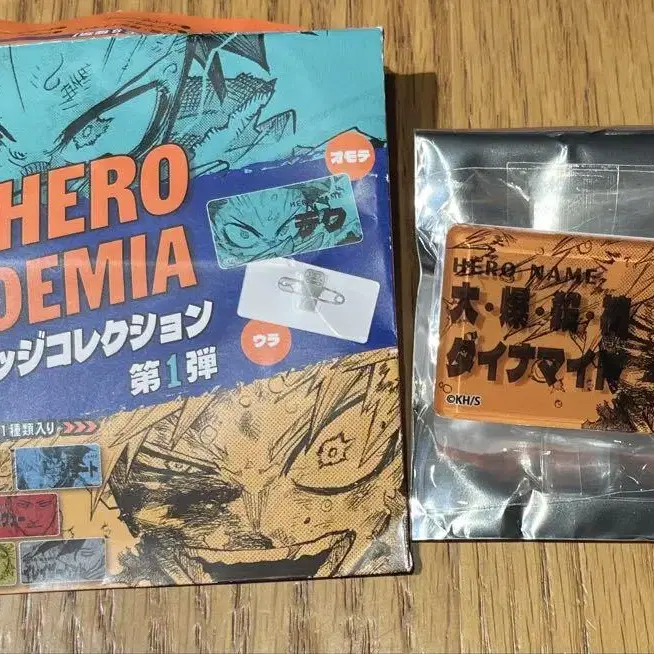 オモテ
HERO
HERO NAME
デク
DEMIA
ッジコレクション
ウラ
第1弾
1種類入り
HERO NAME
大・爆・殺・神
ダイナマイト
©KH/S